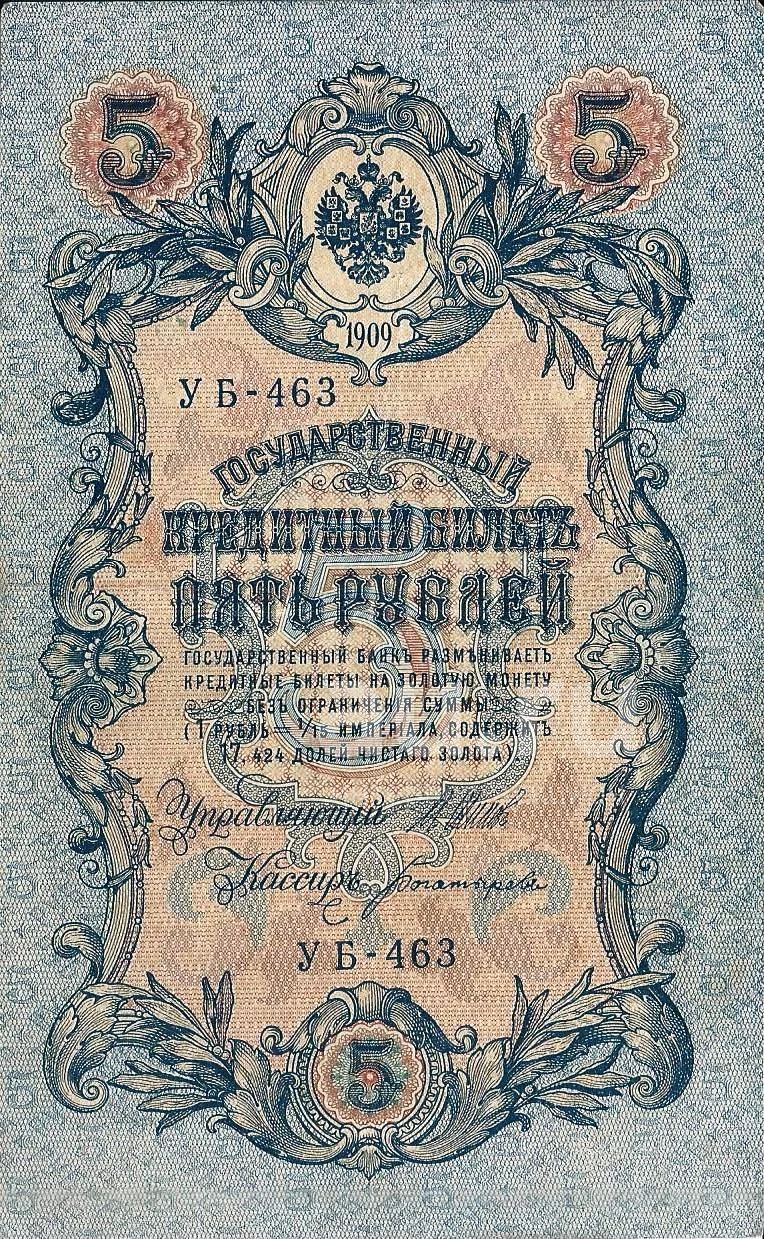 5 5
1909
УБ-463
ГОСУДАРСТВЕННЫЙ
КРЕДИТНЫЙ БИЛЕТЪ
ПЯТЬ РУБЛЕЙ
5
ГОСУДАРСТВЕННЫЙ БАНКЪ РАЗМѢНИВАЕТЪ
КРЕДИТНЫЕ БИЛЕТЫ НА ЗОЛОТУЮ МОНЕТУ
БЕЗЪ ОГРАНИЧЕНІЯ СУММЫ
(1 РУБЛЬ = 1/15 ИМПЕРІАЛА, СОДЕРЖИТЪ
17,424 ДОЛЕЙ ЧИСТАГО ЗОЛОТА).
Управляющій
Кассиръ
УБ-463
5